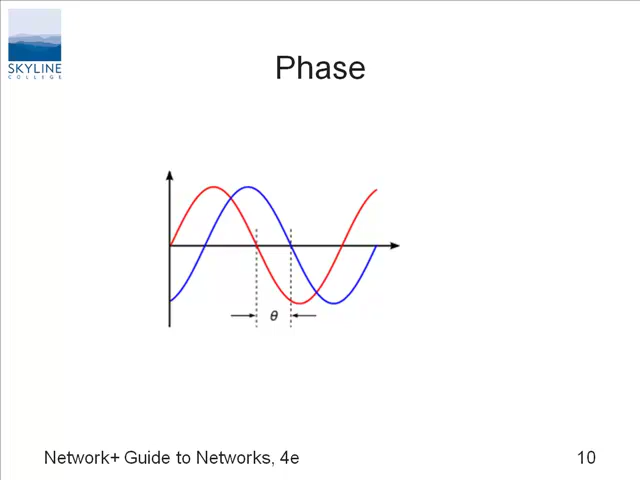 SKYLINE
COLLEGE
Phase
θ
Network+ Guide to Networks, 4e
10